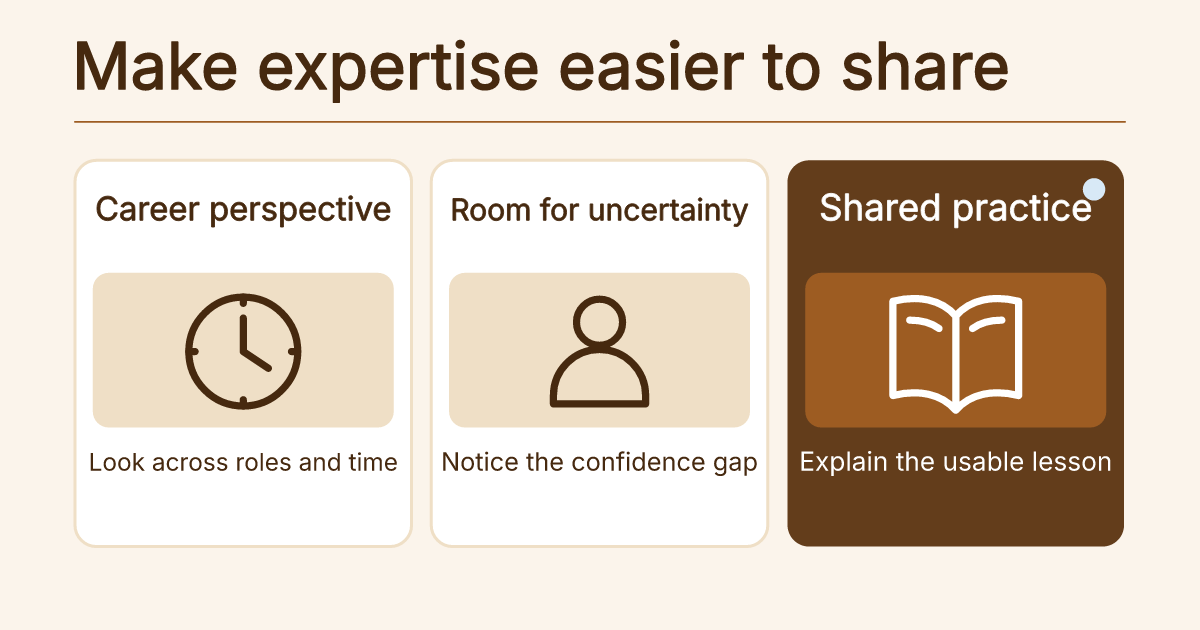 Make expertise easier to share
Career perspective
Look across roles and time
Room for uncertainty
Notice the confidence gap
Shared practice
Explain the usable lesson